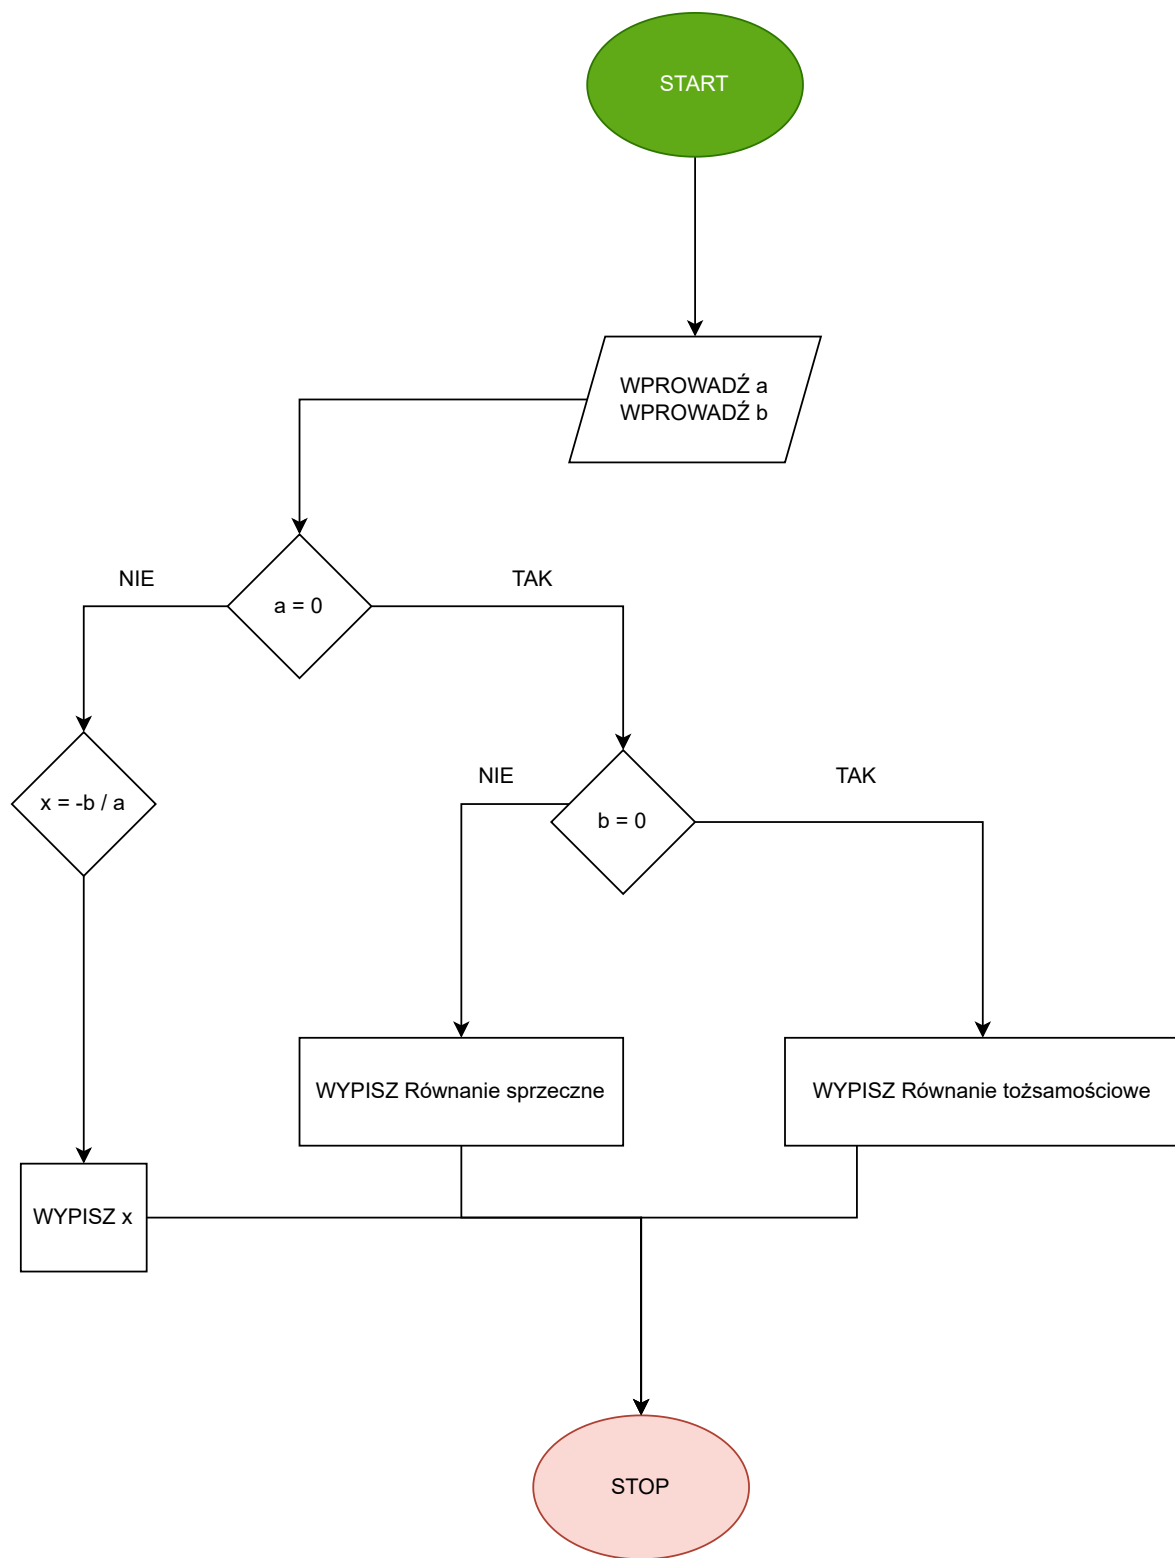 START
WPROWADŹ a
WPROWADŹ b
NIE
TAK
a = 0
NIE
TAK
x = -b / a
b = 0
WYPISZ Równanie sprzeczne
WYPISZ Równanie tożsamościowe
WYPISZ x
STOP